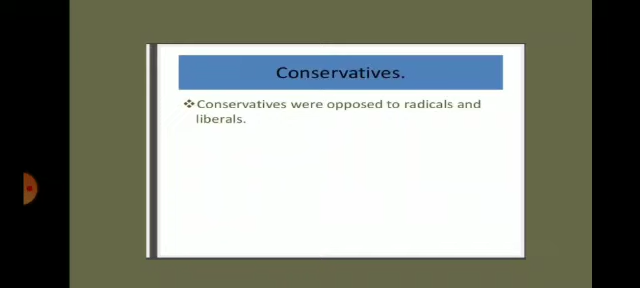 Conservatives.
❖Conservatives were opposed to radicals and
liberals.